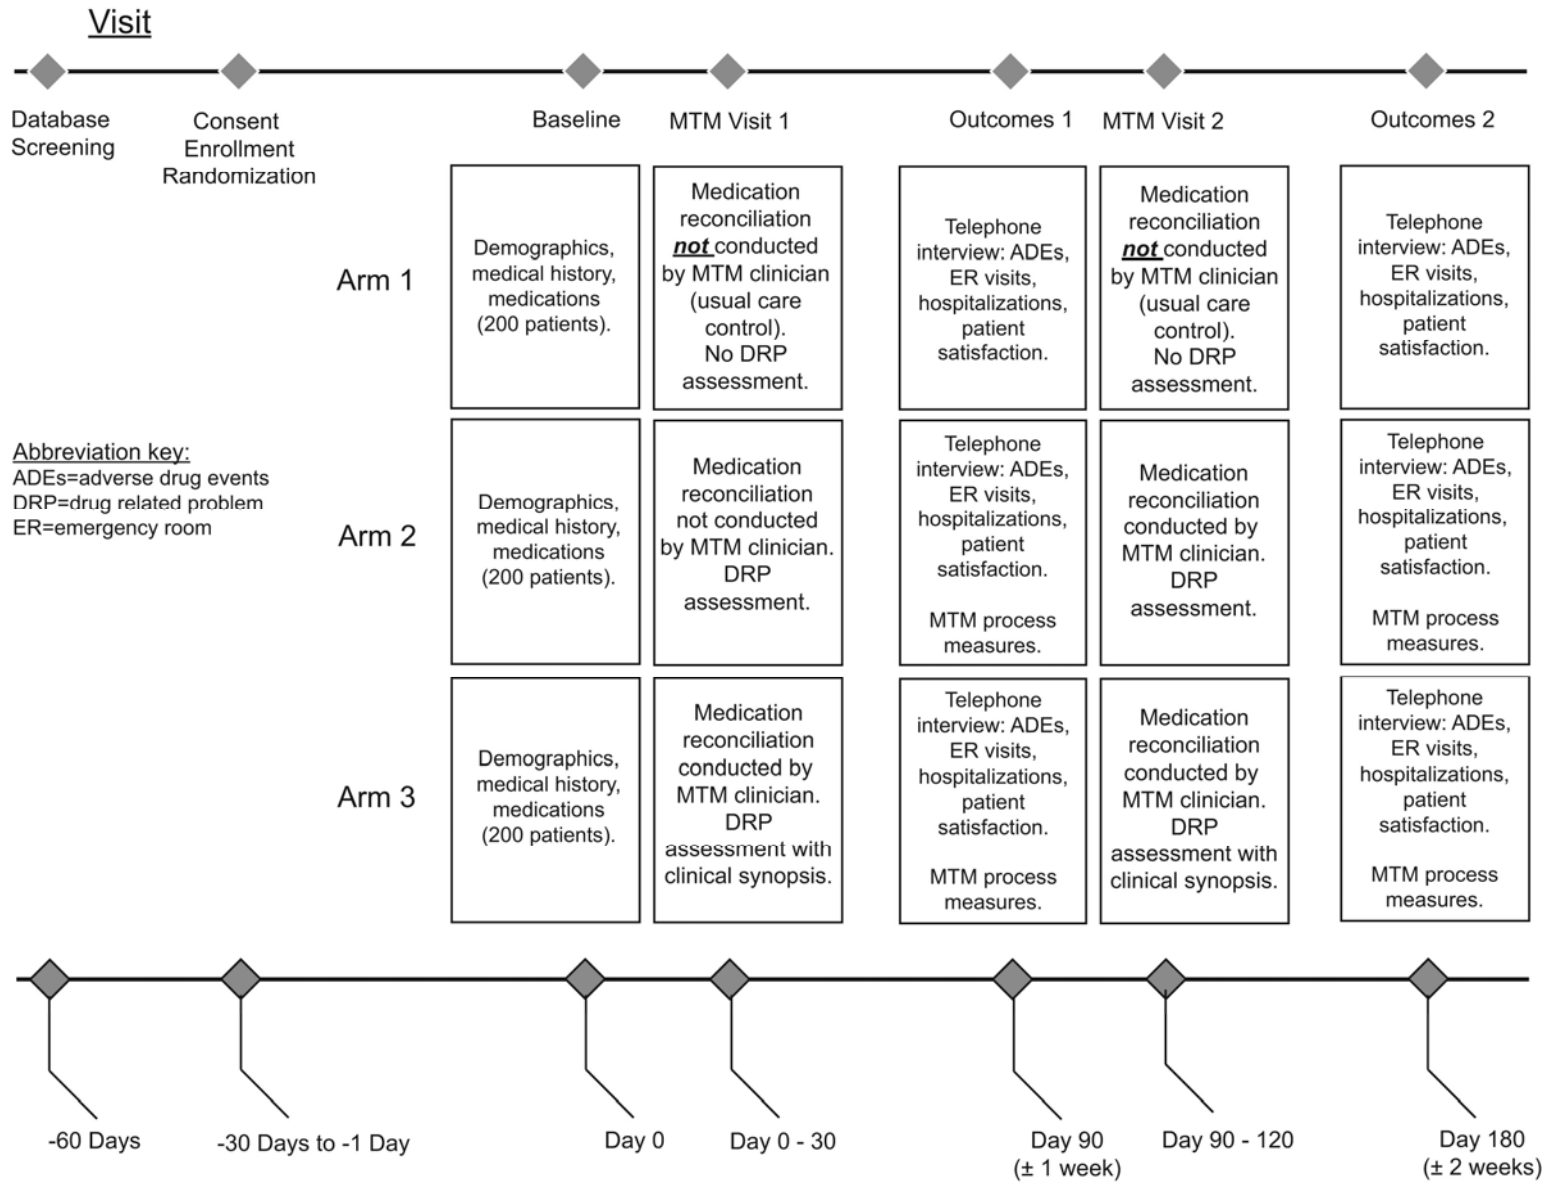 Visit
Database
Screening
Consent
Enrollment
Randomization
Baseline
MTM Visit 1
Outcomes 1
MTM Visit 2
Outcomes 2
Arm 1
Demographics,
medical history,
medications
(200 patients).
Medication
reconciliation
not conducted
by MTM clinician
(usual care
control).
No DRP
assessment.
Telephone
interview: ADEs,
ER visits,
hospitalizations,
patient
satisfaction.
Medication
reconciliation
not conducted
by MTM clinician
(usual care
control).
No DRP
assessment.
Telephone
interview: ADEs,
ER visits,
hospitalizations,
patient
satisfaction.
Abbreviation key:
ADEs=adverse drug events
DRP=drug related problem
ER=emergency room
Arm 2
Demographics,
medical history,
medications
(200 patients).
Medication
reconciliation
not conducted
by MTM clinician.
DRP
assessment.
Telephone
interview: ADEs,
ER visits,
hospitalizations,
patient
satisfaction.
MTM process
measures.
Medication
reconciliation
conducted by
MTM clinician.
DRP
assessment.
Telephone
interview: ADEs,
ER visits,
hospitalizations,
patient
satisfaction.
MTM process
measures.
Arm 3
Demographics,
medical history,
medications
(200 patients).
Medication
reconciliation
conducted by
MTM clinician.
DRP
assessment with
clinical synopsis.
Telephone
interview: ADEs,
ER visits,
hospitalizations,
patient
satisfaction.
MTM process
measures.
Medication
reconciliation
conducted by
MTM clinician.
DRP
assessment with
clinical synopsis.
Telephone
interview: ADEs,
ER visits,
hospitalizations,
patient
satisfaction.
MTM process
measures.
-60 Days
-30 Days to -1 Day
Day 0
Day 0 - 30
Day 90
(± 1 week)
Day 90 - 120
Day 180
(± 2 weeks)